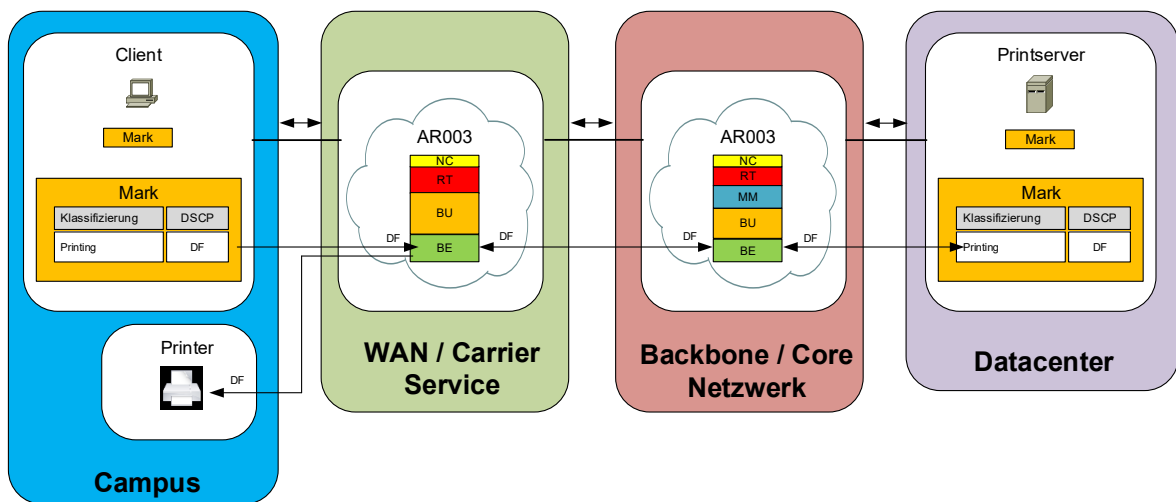 Client
Mark
Mark
Klassifizierung
DSCP
Printing
DF
Printer
DF
Campus
AR003
NC
RT
BU
BE
DF
DF
WAN / Carrier
Service
AR003
NC
RT
MM
BU
BE
DF
DF
Backbone / Core
Netzwerk
Printserver
Mark
Mark
Klassifizierung
DSCP
Printing
DF
Datacenter